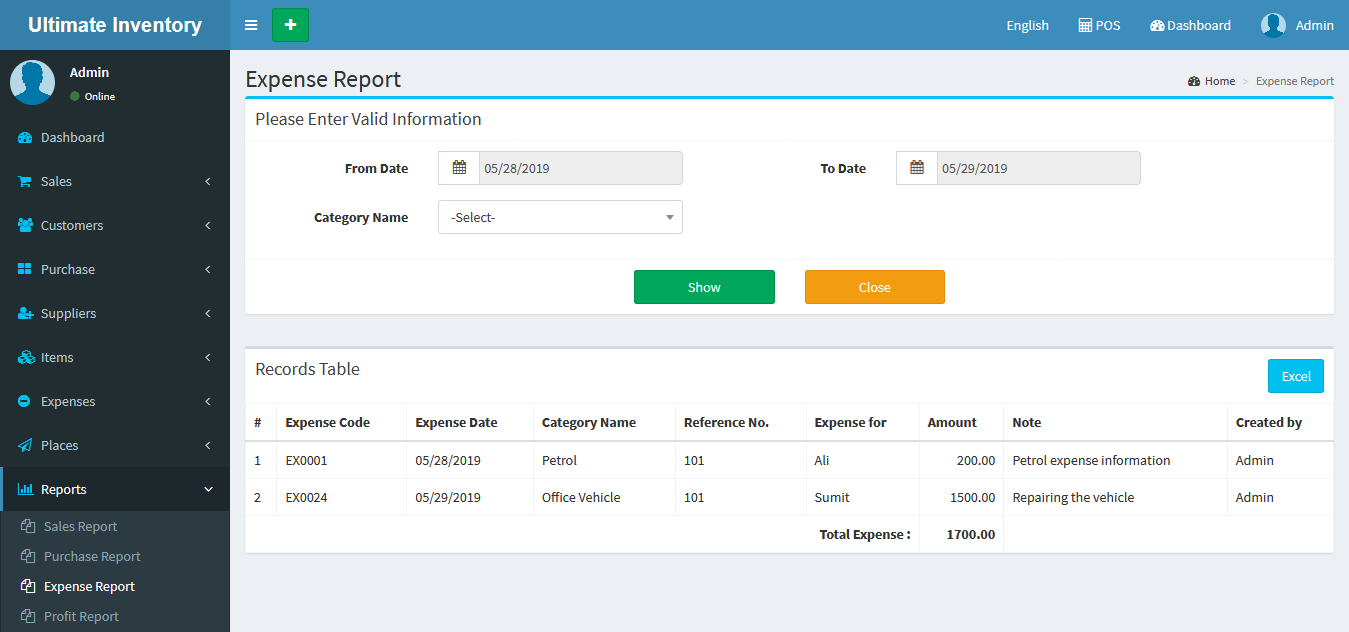 Ultimate Inventory
English POS Dashboard Admin
Admin
Online
Dashboard
Sales
Customers
Purchase
Suppliers
Items
Expenses
Places
Reports
Sales Report
Purchase Report
Expense Report
Profit Report
Expense Report
Home > Expense Report
Please Enter Valid Information
From Date 05/28/2019 To Date 05/29/2019
Category Name -Select-
Show Close
Records Table
Excel
# Expense Code Expense Date Category Name Reference No. Expense for Amount Note Created by
1 EX0001 05/28/2019 Petrol 101 Ali 200.00 Petrol expense information Admin
2 EX0024 05/29/2019 Office Vehicle 101 Sumit 1500.00 Repairing the vehicle Admin
Total Expense : 1700.00